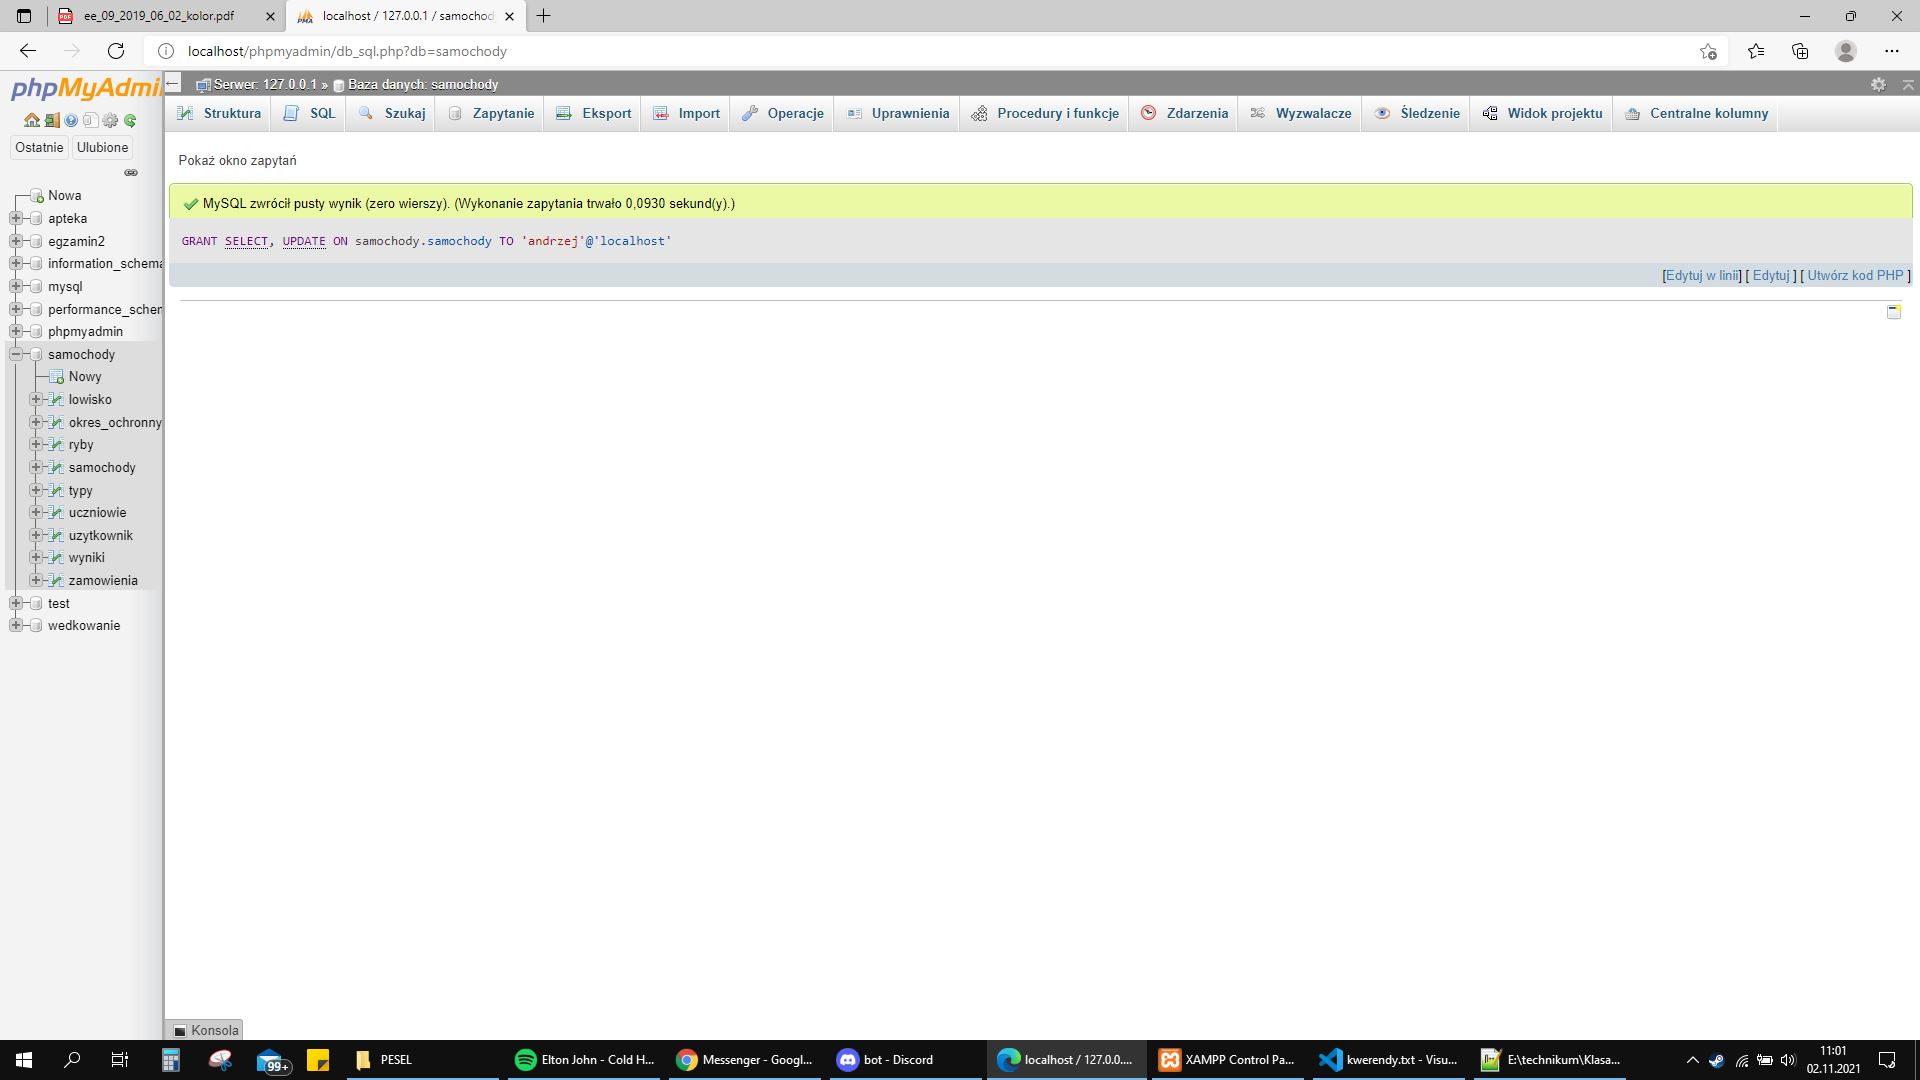 ee_09_2019_06_02_kolor.pdf
localhost / 127.0.0.1 / samochod
localhost/phpmyadmin/db_sql.php?db=samochody
phpMyAdmi
Serwer: 127.0.0.1 » Baza danych: samochody
Struktura SQL Szukaj Zapytanie Eksport Import Operacje Uprawnienia Procedury i funkcje Zdarzenia Wyzwalacze Śledzenie Widok projektu Centralne kolumny
Ostatnie Ulubione
Nowa
apteka
egzamin2
information_schema
mysql
performance_schem
phpmyadmin
samochody
Nowy
lowisko
okres_ochronny
ryby
samochody
typy
uczniowie
uzytkownik
wyniki
zamowienia
test
wedkowanie
Pokaż okno zapytań
MySQL zwrócił pusty wynik (zero wierszy). (Wykonanie zapytania trwało 0,0930 sekund(y).)
GRANT SELECT, UPDATE ON samochody.samochody TO 'andrzej'@'localhost'
[Edytuj w linii] [ Edytuj ] [ Utwórz kod PHP ]
Konsola
99+
PESEL
Elton John - Cold H...
Messenger - Googl...
bot - Discord
localhost / 127.0.0....
XAMPP Control Pa...
kwerendy.txt - Visu...
E:\technikum\Klasa...
11:01
02.11.2021